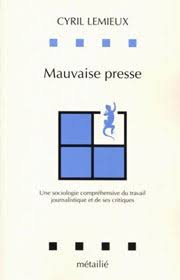 CYRIL LEMIEUX
Mauvaise presse
Une sociologie compréhensive du travail
journalistique et de ses critiques
métailié